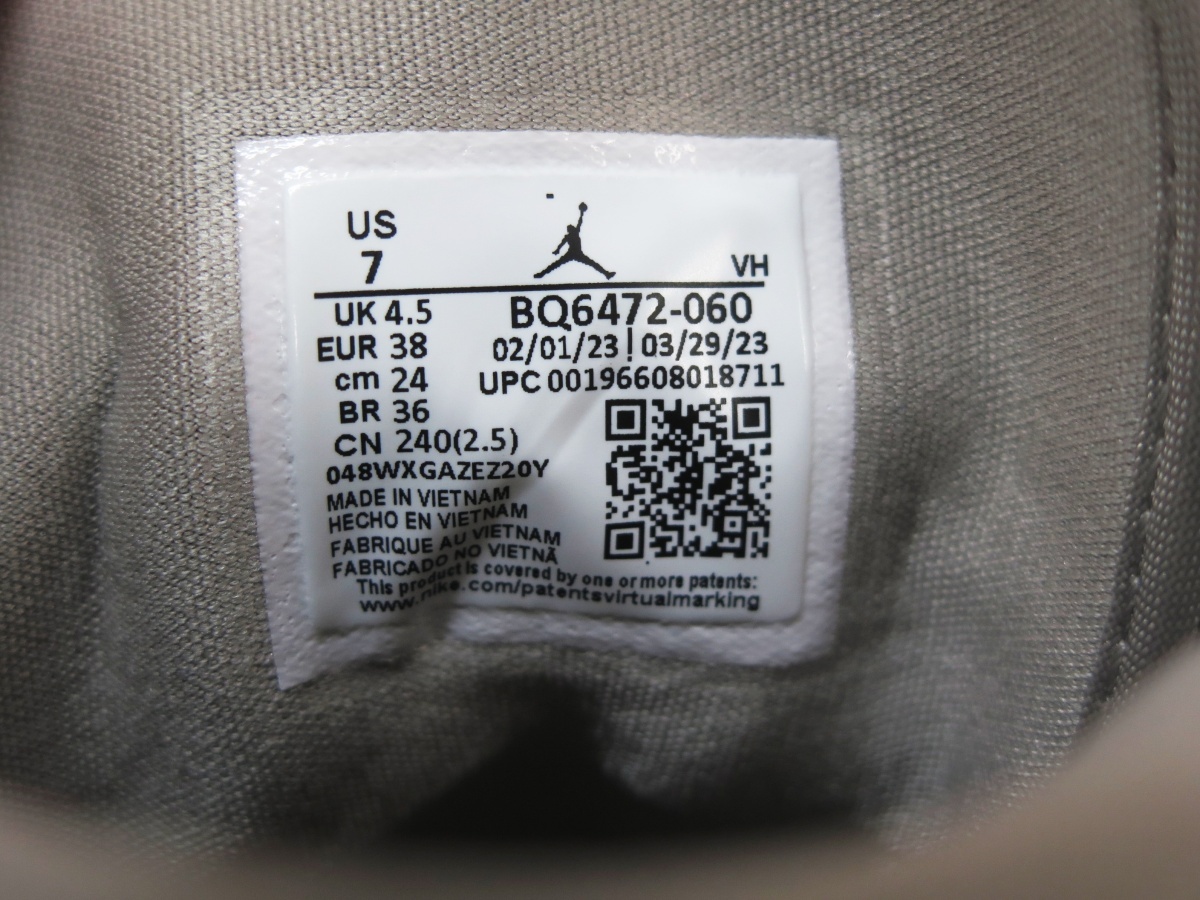 US
7
VH
UK 4.5
BQ6472-060
EUR 38
02/01/23 | 03/29/23
cm 24
UPC 00196608018711
BR 36
CN 240(2.5)
048WXGAZEZ20Y
MADE IN VIETNAM
HECHO EN VIETNAM
FABRIQUE AU VIETNAM
FABRICADO NO VIETNÃ
This product is covered by one or more patents:
www.nike.com/patentsvirtualmarking